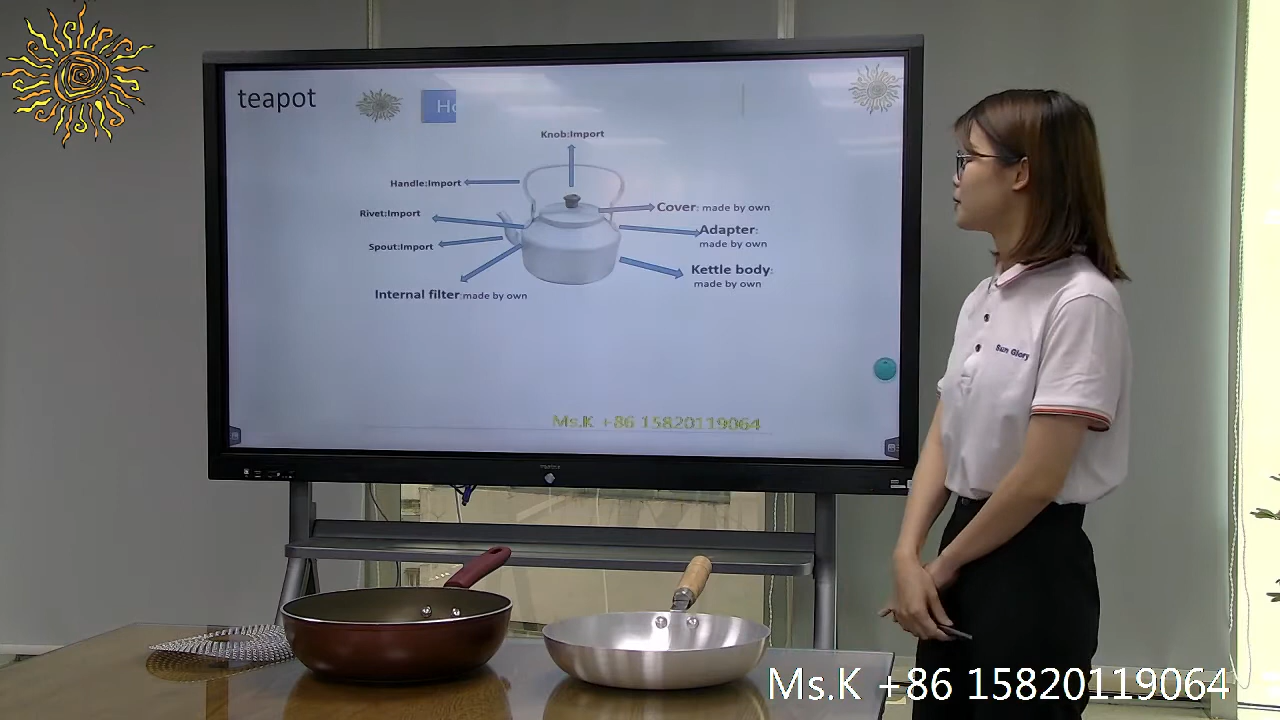 teapot
Ho
Knob:Import
Handle:Import
Rivet:Import
Spout:Import
Internal filter:made by own
Cover: made by own
Adapter:
made by own
Kettle body:
made by own
Ms.K +86 15820119064
Sun Glory
Ms.K +86 15820119064